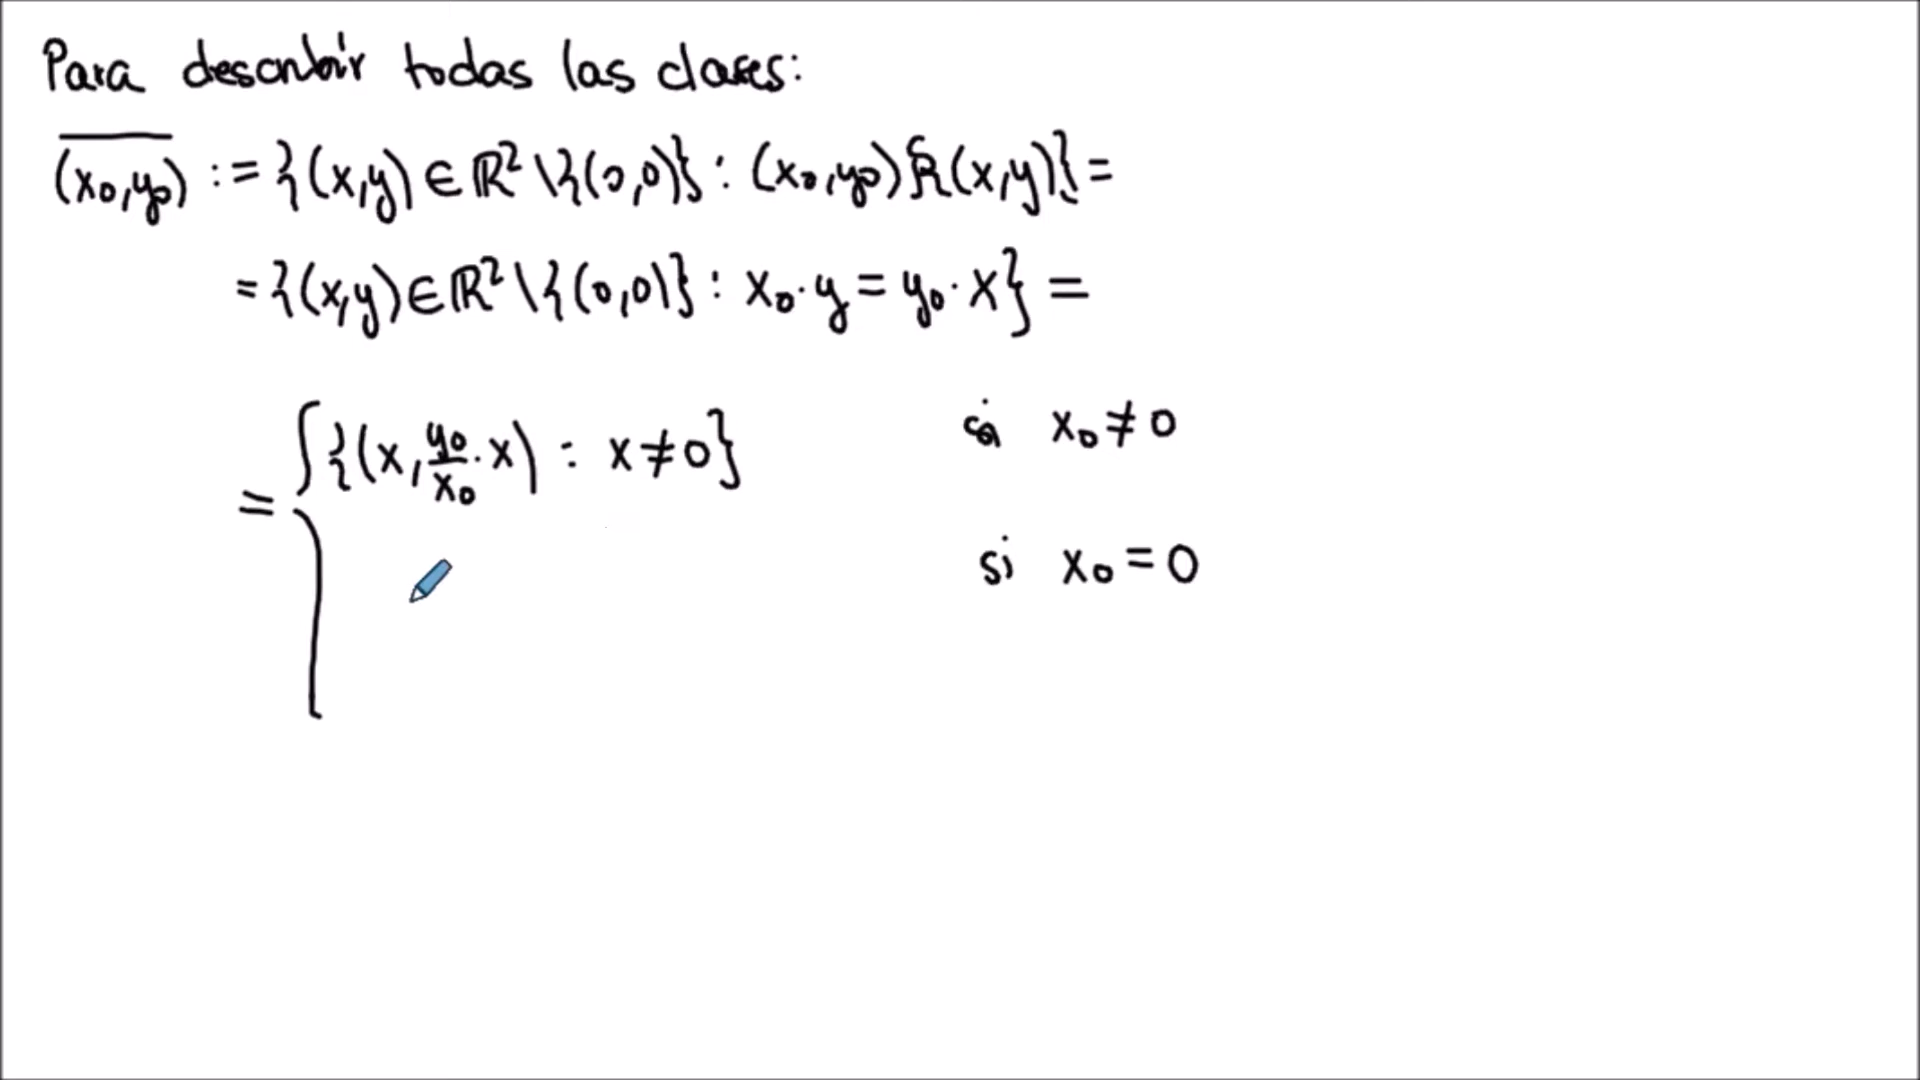 Para describir todas las clases:
(x₀,y₀) := {(x,y) ∈ ℝ² \ {(0,0)} : (x₀,y₀) ℛ (x,y)} =
= {(x,y) ∈ ℝ² \ {(0,0)} : x₀·y = y₀·x} =
= { {(x, y₀/x₀ · x) : x ≠ 0} si x₀ ≠ 0
si x₀ = 0